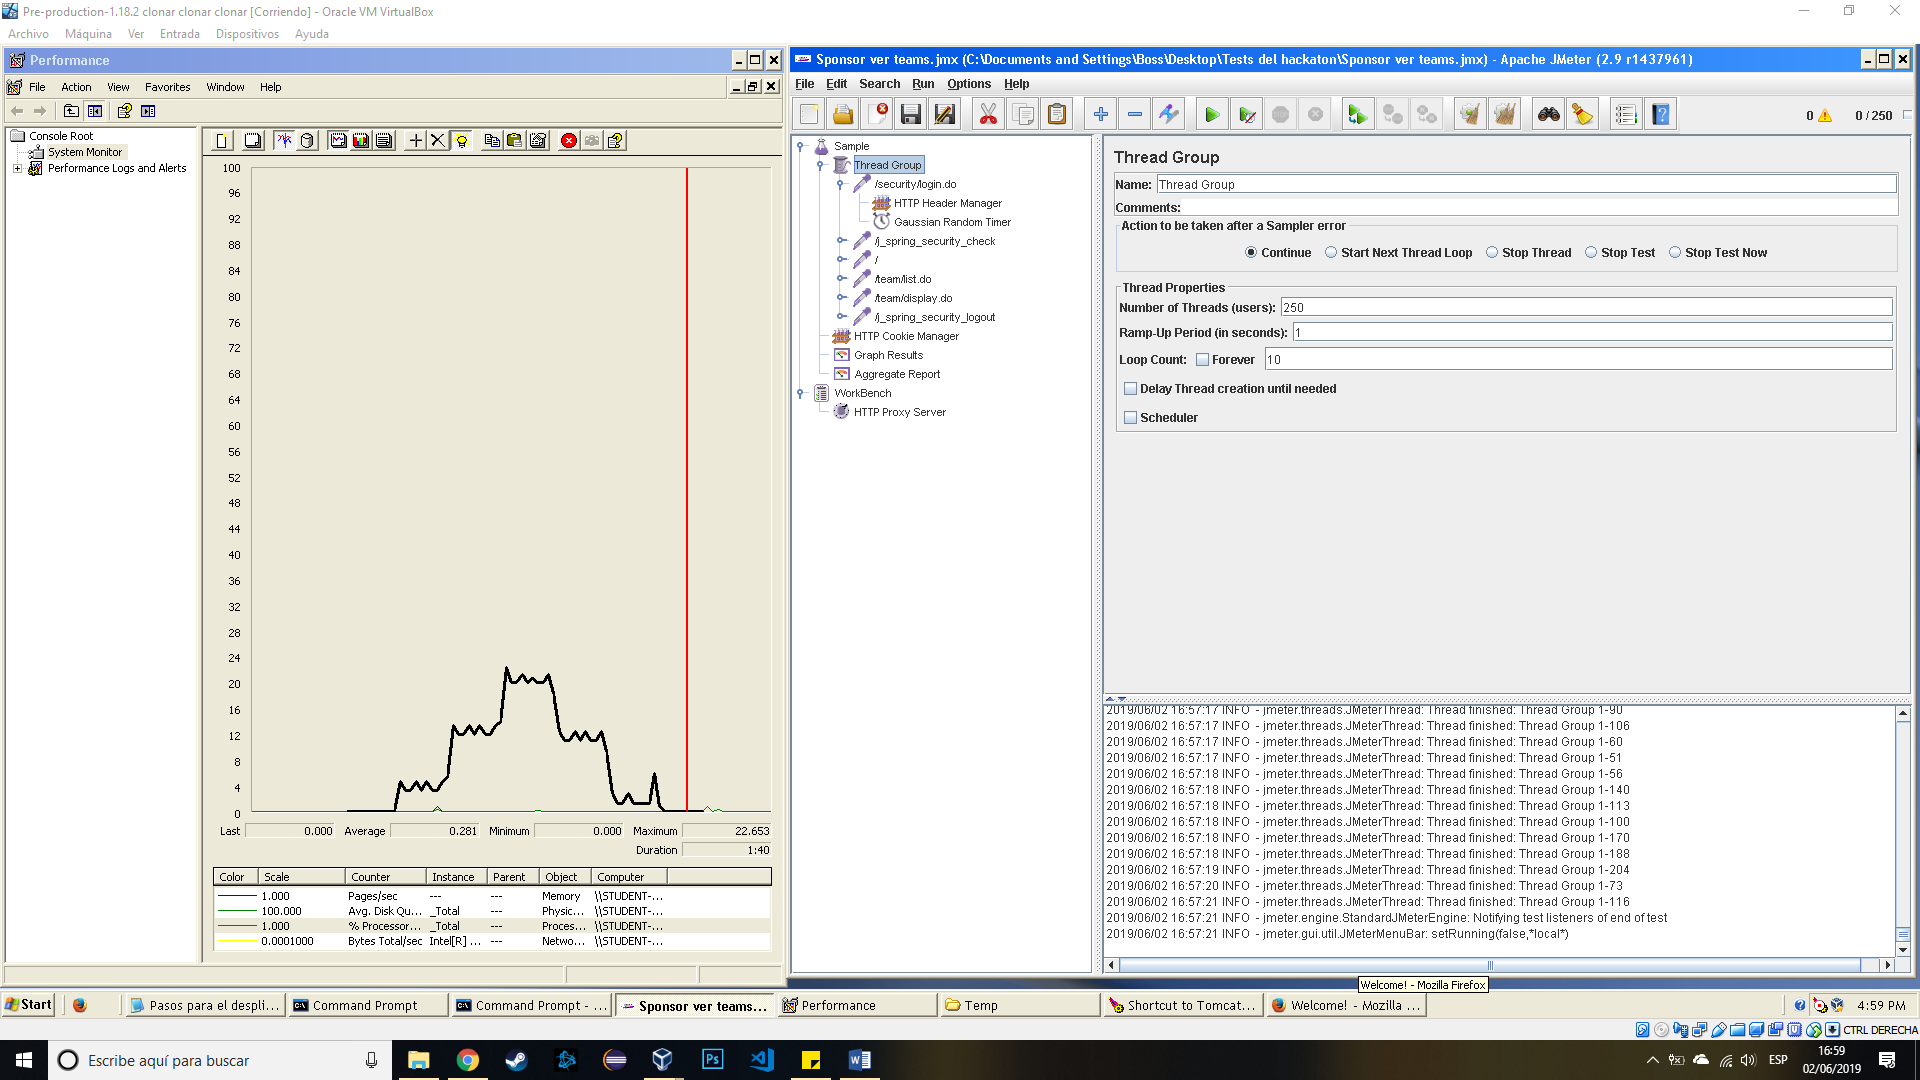 Pre-production-1.18.2 clonar clonar clonar [Corriendo] - Oracle VM VirtualBox
Archivo Máquina Ver Entrada Dispositivos Ayuda
Performance
File Action View Favorites Window Help
Console Root
System Monitor
Performance Logs and Alerts
100
96
92
88
84
80
76
72
68
64
60
56
52
48
44
40
36
32
28
24
20
16
12
8
4
0
Last 0.000 Average 0.281 Minimum 0.000 Maximum 22.653
Duration 1:40
Color Scale Counter Instance Parent Object Computer
1.000 Pages/sec --- --- Memory \\STUDENT-...
100.000 Avg. Disk Qu... _Total --- Physic... \\STUDENT-...
1.000 % Processor... _Total --- Proces... \\STUDENT-...
0.0001000 Bytes Total/sec Intel[R] ... --- Netwo... \\STUDENT-...
Sponsor ver teams.jmx (C:\Documents and Settings\Boss\Desktop\Tests del hackaton\Sponsor ver teams.jmx) - Apache JMeter (2.9 r1437961)
File Edit Search Run Options Help
0 0 / 250
Sample
Thread Group
/security/login.do
HTTP Header Manager
Gaussian Random Timer
/j_spring_security_check
/
/team/list.do
/team/display.do
/j_spring_security_logout
HTTP Cookie Manager
Graph Results
Aggregate Report
WorkBench
HTTP Proxy Server
Thread Group
Name: Thread Group
Comments:
Action to be taken after a Sampler error
Continue Start Next Thread Loop Stop Thread Stop Test Stop Test Now
Thread Properties
Number of Threads (users): 250
Ramp-Up Period (in seconds): 1
Loop Count: Forever 10
Delay Thread creation until needed
Scheduler
2019/06/02 16:57:17 INFO - jmeter.threads.JMeterThread: Thread finished: Thread Group 1-90
2019/06/02 16:57:17 INFO - jmeter.threads.JMeterThread: Thread finished: Thread Group 1-106
2019/06/02 16:57:17 INFO - jmeter.threads.JMeterThread: Thread finished: Thread Group 1-60
2019/06/02 16:57:17 INFO - jmeter.threads.JMeterThread: Thread finished: Thread Group 1-51
2019/06/02 16:57:18 INFO - jmeter.threads.JMeterThread: Thread finished: Thread Group 1-56
2019/06/02 16:57:18 INFO - jmeter.threads.JMeterThread: Thread finished: Thread Group 1-140
2019/06/02 16:57:18 INFO - jmeter.threads.JMeterThread: Thread finished: Thread Group 1-113
2019/06/02 16:57:18 INFO - jmeter.threads.JMeterThread: Thread finished: Thread Group 1-100
2019/06/02 16:57:18 INFO - jmeter.threads.JMeterThread: Thread finished: Thread Group 1-170
2019/06/02 16:57:18 INFO - jmeter.threads.JMeterThread: Thread finished: Thread Group 1-188
2019/06/02 16:57:19 INFO - jmeter.threads.JMeterThread: Thread finished: Thread Group 1-204
2019/06/02 16:57:20 INFO - jmeter.threads.JMeterThread: Thread finished: Thread Group 1-73
2019/06/02 16:57:21 INFO - jmeter.threads.JMeterThread: Thread finished: Thread Group 1-116
2019/06/02 16:57:21 INFO - jmeter.engine.StandardJMeterEngine: Notifying test listeners of end of test
2019/06/02 16:57:21 INFO - jmeter.gui.util.JMeterMenuBar: setRunning(false,*local*)
Welcome! - Mozilla Firefox
Start Pasos para el despli... Command Prompt Command Prompt - ... Sponsor ver teams... Performance Temp Shortcut to Tomcat... Welcome! - Mozilla ... 4:59 PM
CTRL DERECHA
Escribe aquí para buscar
Ps
ESP
16:59
02/06/2019